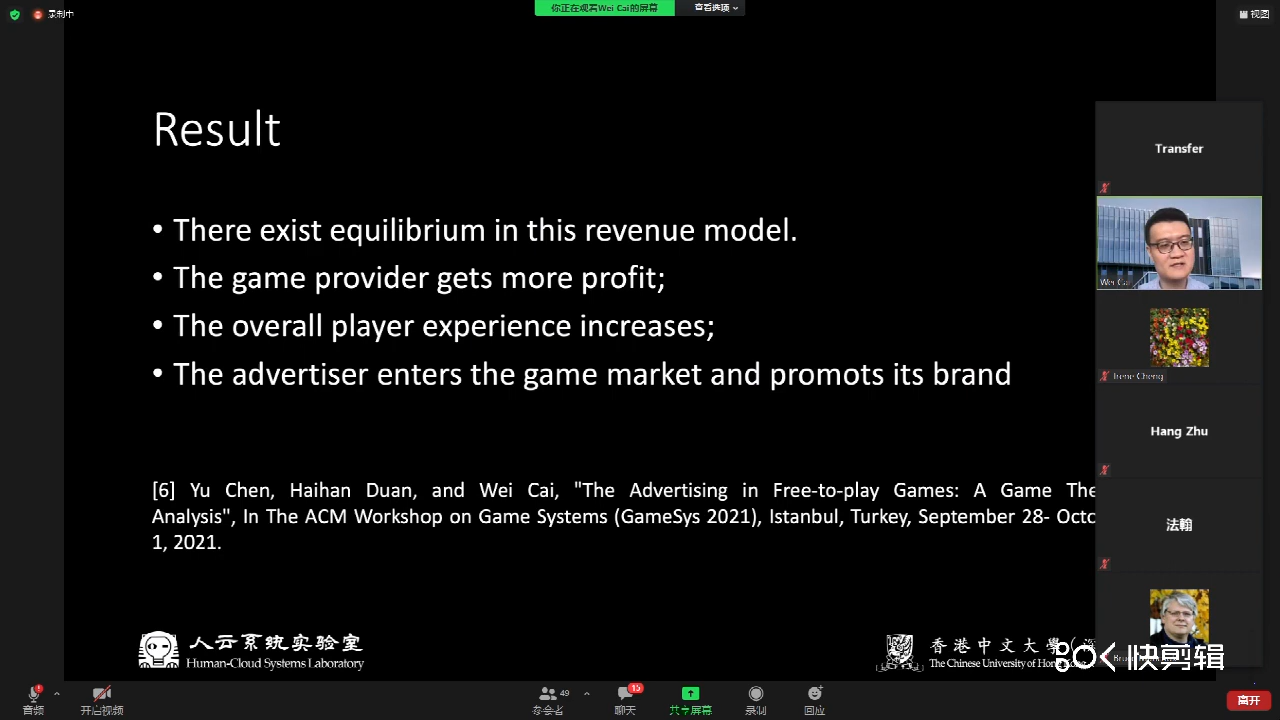 录制中
你正在观看Wei Cai的屏幕
查看选项
视图
Result
• There exist equilibrium in this revenue model.
• The game provider gets more profit;
• The overall player experience increases;
• The advertiser enters the game market and promots its brand
[6] Yu Chen, Haihan Duan, and Wei Cai, "The Advertising in Free-to-play Games: A Game The
Analysis", In The ACM Workshop on Game Systems (GameSys 2021), Istanbul, Turkey, September 28- Octo
1, 2021.
Transfer
Wei Cai
Irene Cheng
Hang Zhu
法翰
人云系统实验室
Human-Cloud Systems Laboratory
香港中文大學
The Chinese University of Hong
快剪辑
音频
开启视频
49
参会者
15
聊天
共享屏幕
录制
回应
离开